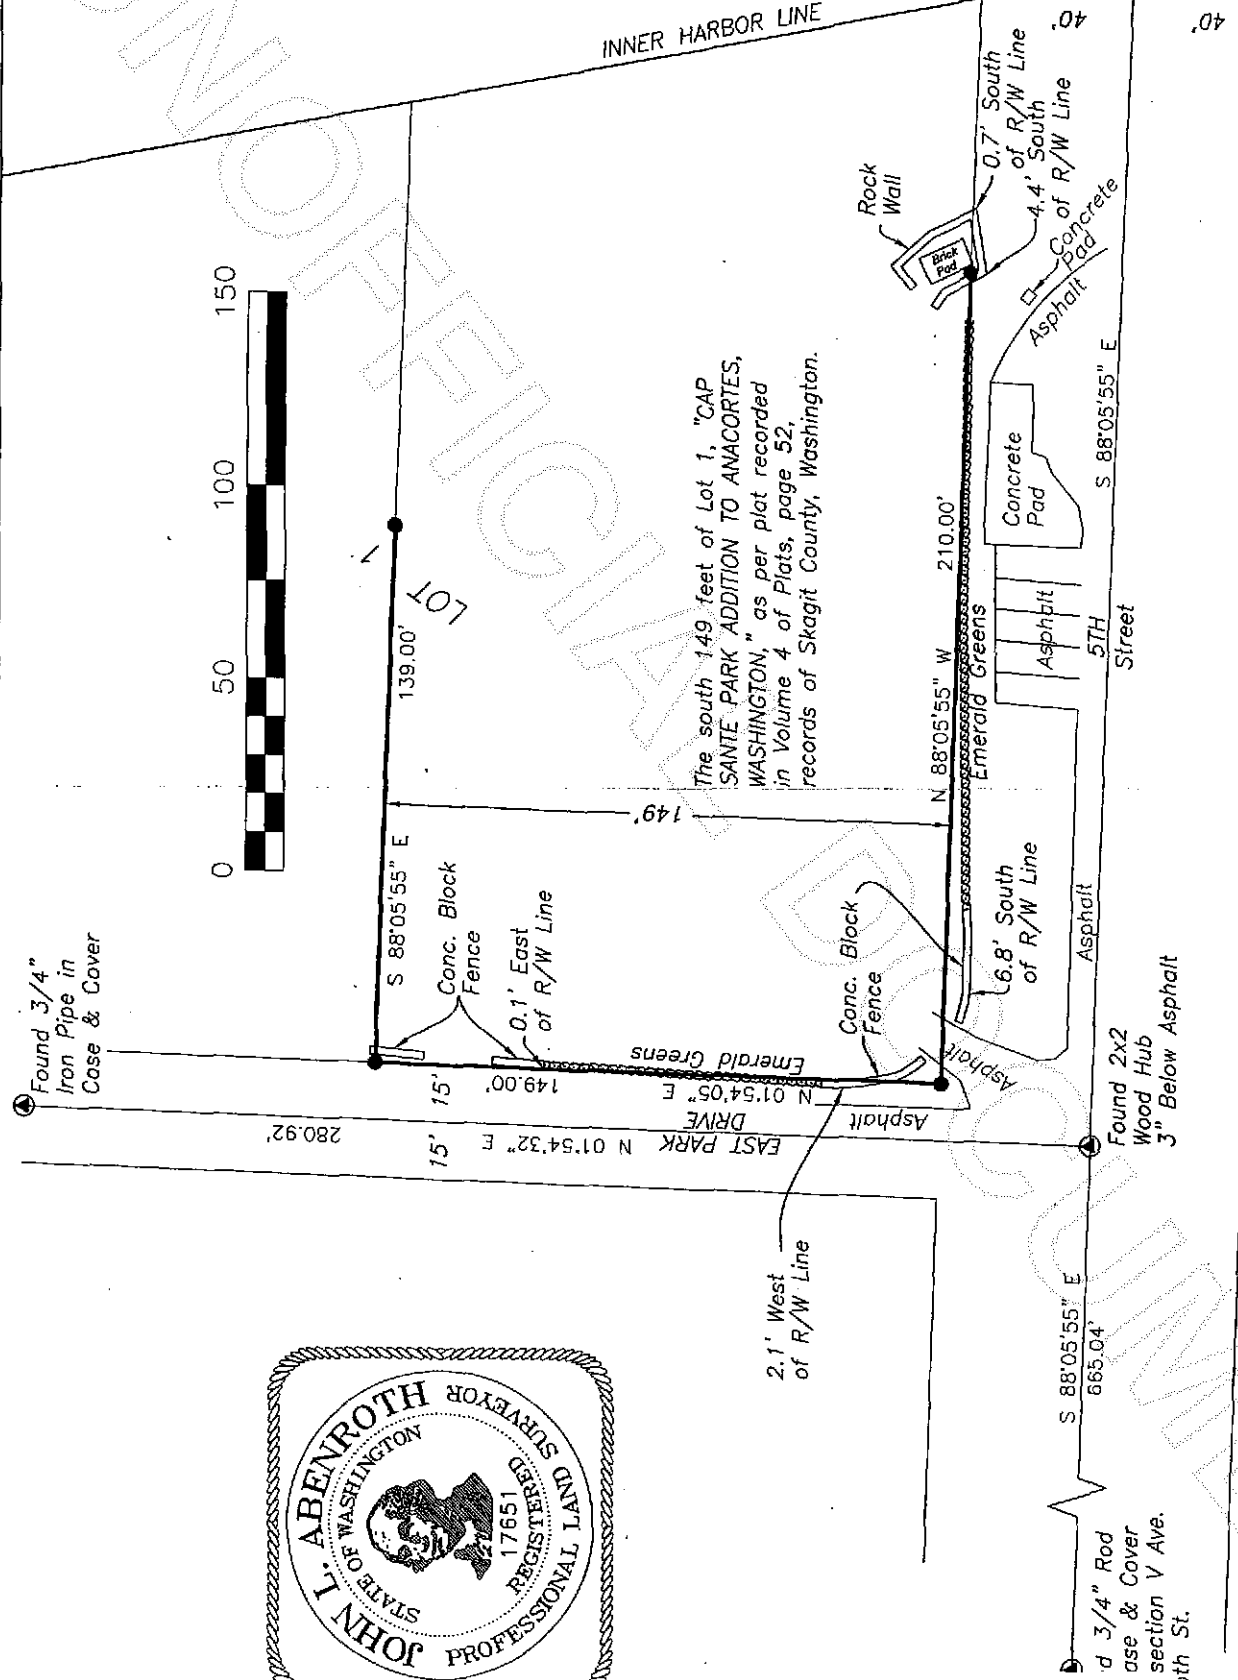 INNER HARBOR LINE
40'
40'
0.7' South
of R/W Line
4.4' South
of R/W Line
Rock
Wall
Brick
Pad
Concrete
Pad
Asphalt
0
50
100
150
Found 3/4"
Iron Pipe in
Case & Cover
LOT 1
139.00'
S 88°05'55" E
Conc. Block
Fence
0.1' East
of R/W Line
149'
The south 149 feet of Lot 1, "CAP
SANTE PARK ADDITION TO ANACORTES,
WASHINGTON," as per plat recorded
in Volume 4 of Plats, page 52,
records of Skagit County, Washington.
15'
15'
280.92'
149.00'
N 01°54'05" E
Emerald Greens
EAST PARK
DRIVE
N 01°54'32" E
Asphalt
Asphalt
Conc. Block
Fence
6.8' South
of R/W Line
N 88°05'55" W
210.00'
Emerald Greens
Concrete
Pad
Asphalt
5TH
Street
S 88°05'55" E
Asphalt
Found 2x2
Wood Hub
3" Below Asphalt
2.1' West
of R/W Line
S 88°05'55" E
665.04'
d 3/4" Rod
ase & Cover
section V Ave.
th St.
JOHN L. ABENROTH
STATE OF WASHINGTON
17651
REGISTERED
PROFESSIONAL LAND SURVEYOR
UNOFFICIAL DOCUME